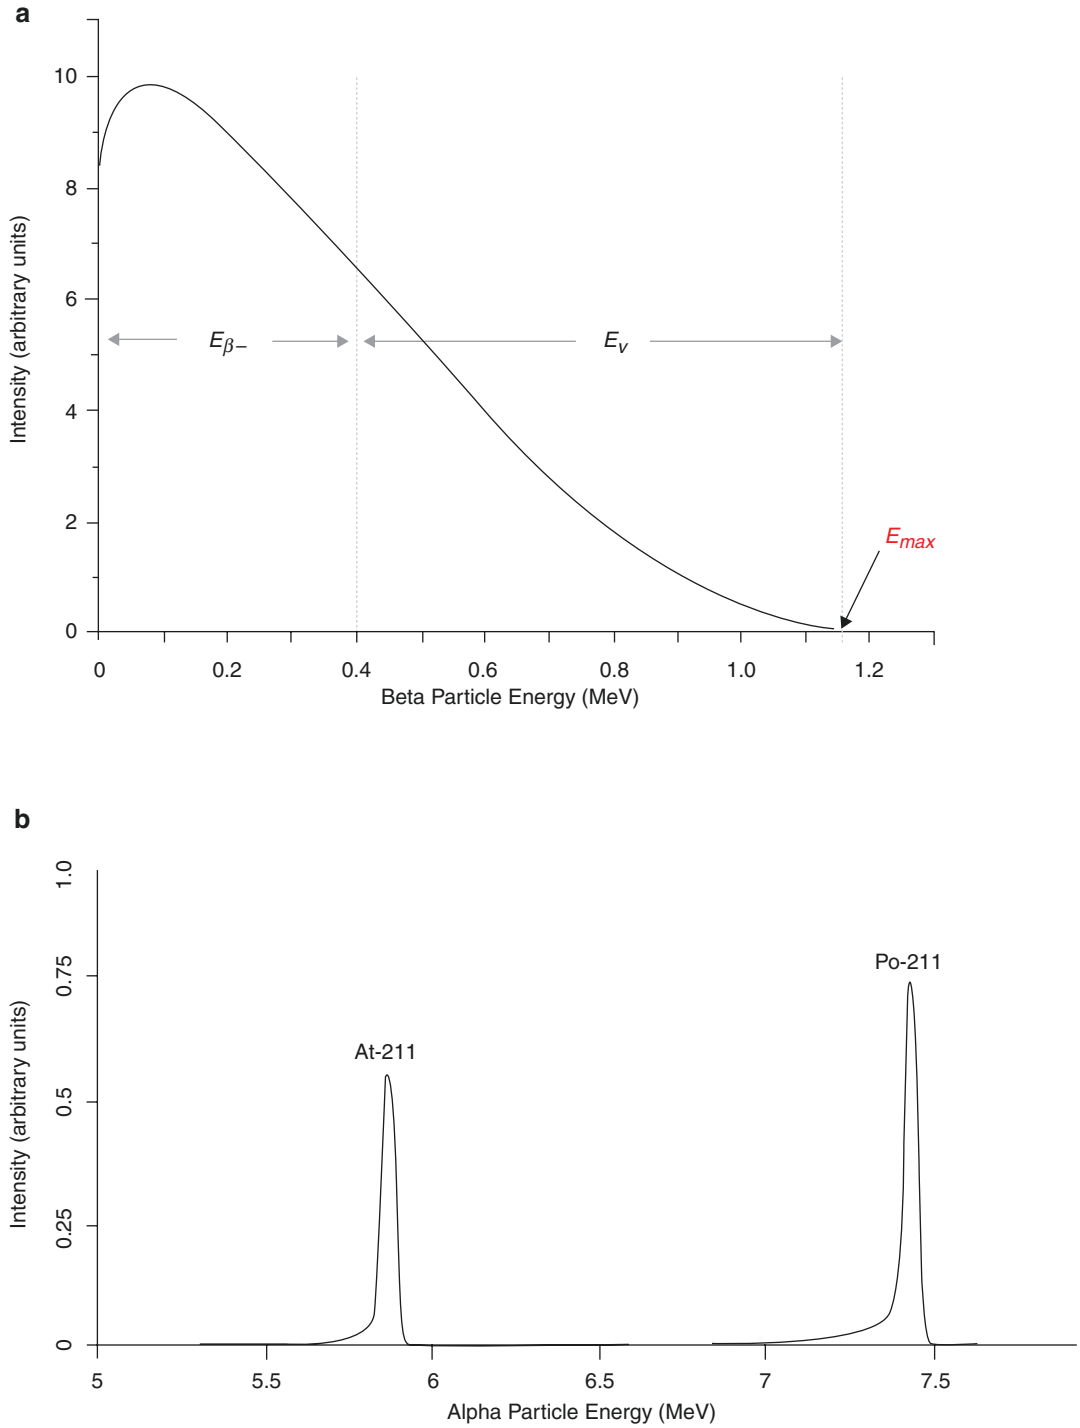 a
10
8
6
4
2
0
Intensity (arbitrary units)
Eβ–
Eν
Emax
0 0.2 0.4 0.6 0.8 1.0 1.2
Beta Particle Energy (MeV)
b
1.0
0.75
0.5
0.25
0
Intensity (arbitrary units)
At-211
Po-211
5 5.5 6 6.5 7 7.5
Alpha Particle Energy (MeV)